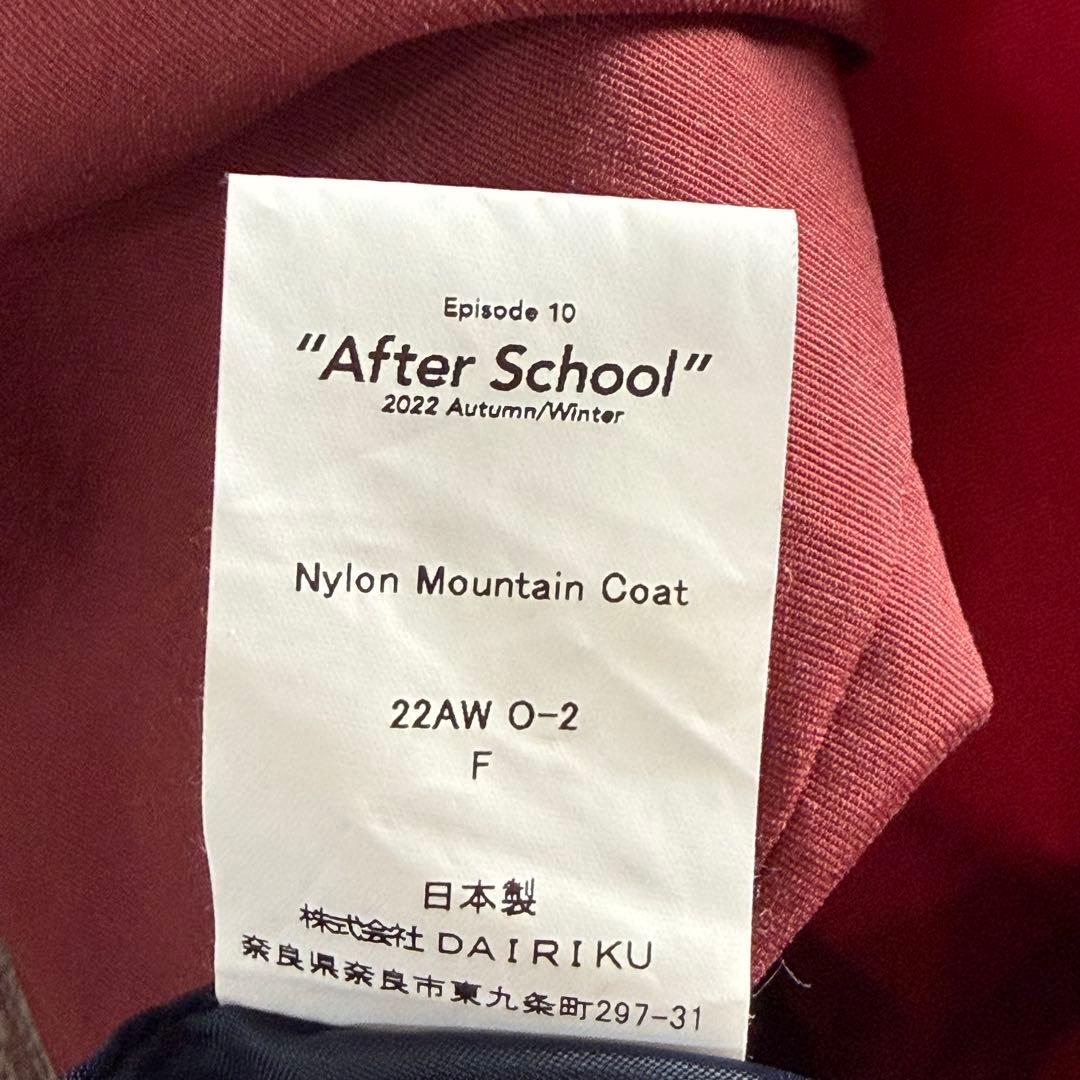 Episode 10
"After School"
2022 Autumn/Winter
Nylon Mountain Coat
22AW O-2
F
日本製
株式会社 DAIRIKU
奈良県奈良市東九条町297-31